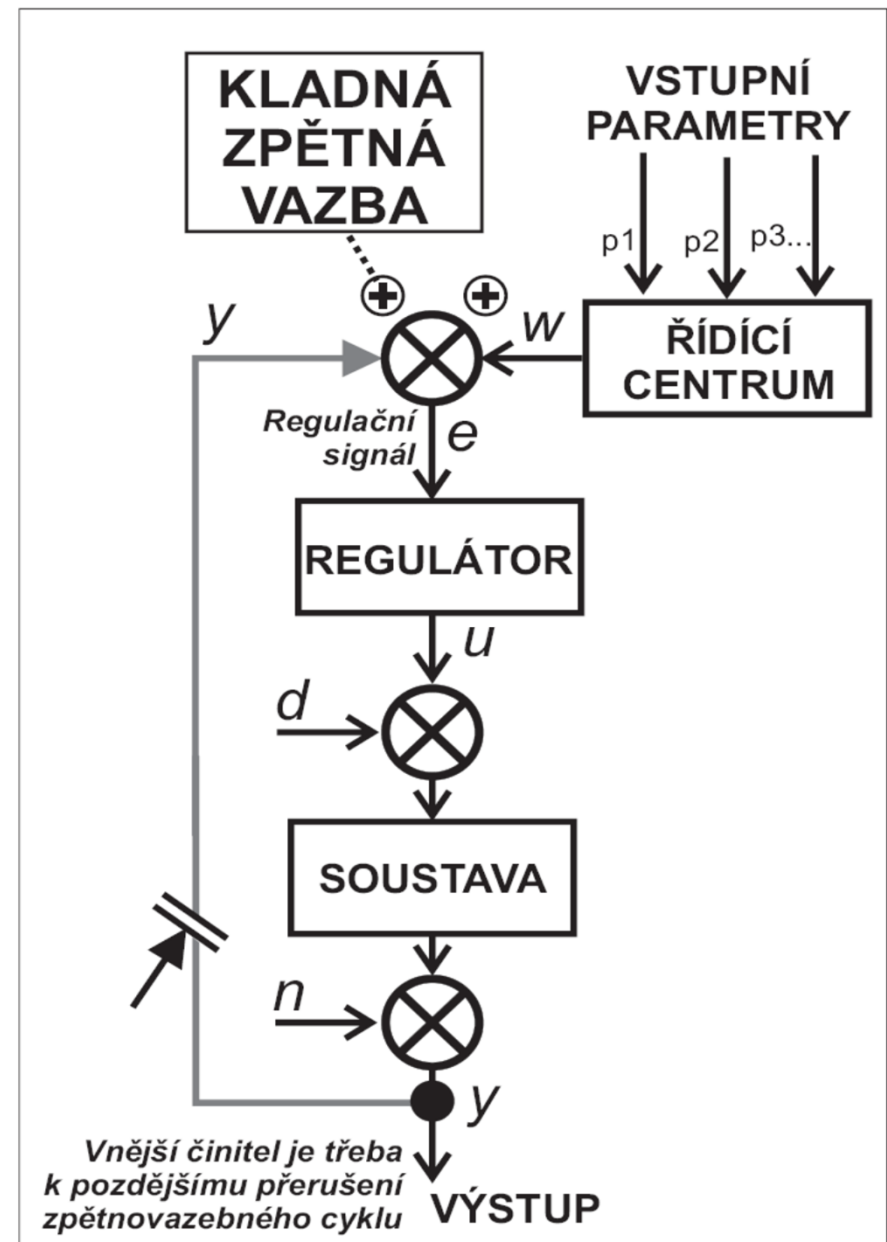 KLADNÁ
ZPĚTNÁ
VAZBA
VSTUPNÍ
PARAMETRY
p1
p2
p3...
y
w
ŘÍDÍCÍ
CENTRUM
Regulační
signál
e
REGULÁTOR
u
d
SOUSTAVA
n
y
Vnější činitel je třeba
k pozdějšímu přerušení
zpětnovazebného cyklu
VÝSTUP